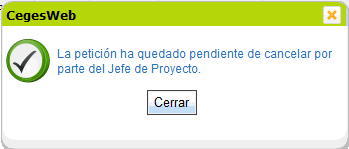 CegesWeb
La petición ha quedado pendiente de cancelar por
parte del Jefe de Proyecto.
Cerrar